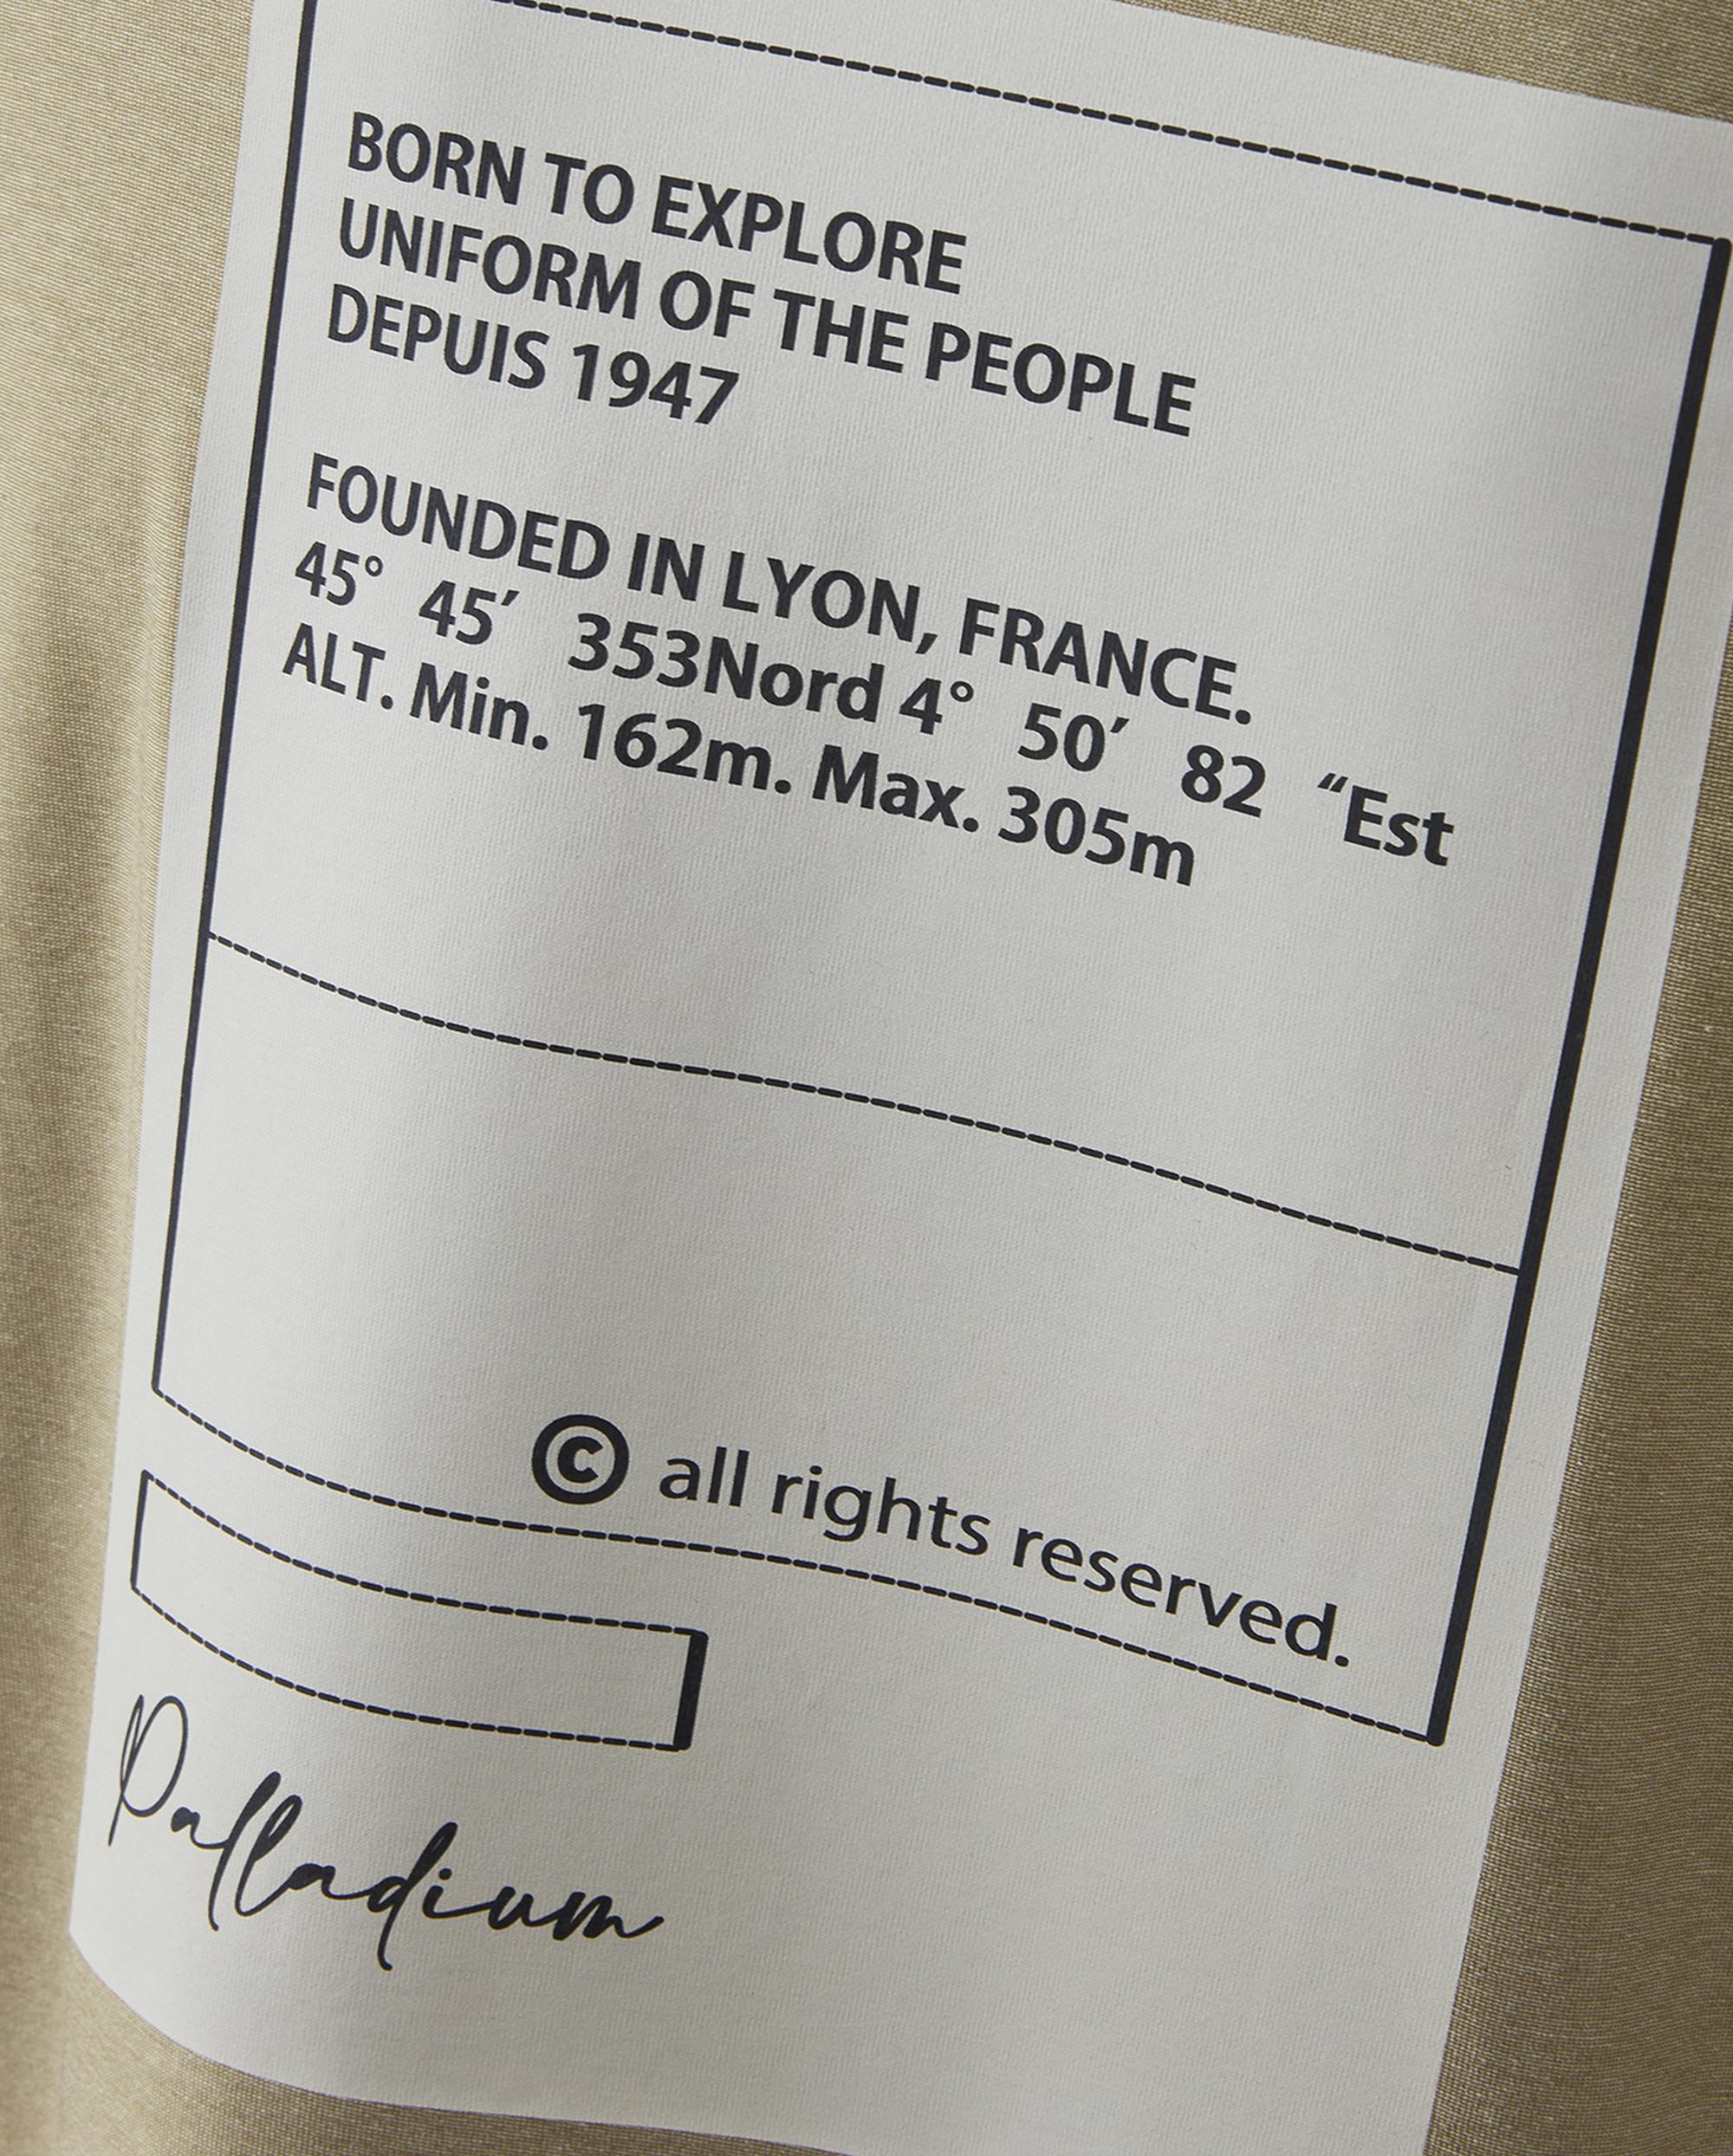 BORN TO EXPLORE
UNIFORM OF THE PEOPLE
DEPUIS 1947
FOUNDED IN LYON, FRANCE.
45° 45′ 353Nord 4° 50′ 82 “Est
ALT. Min. 162m. Max. 305m
© all rights reserved.
Palladium